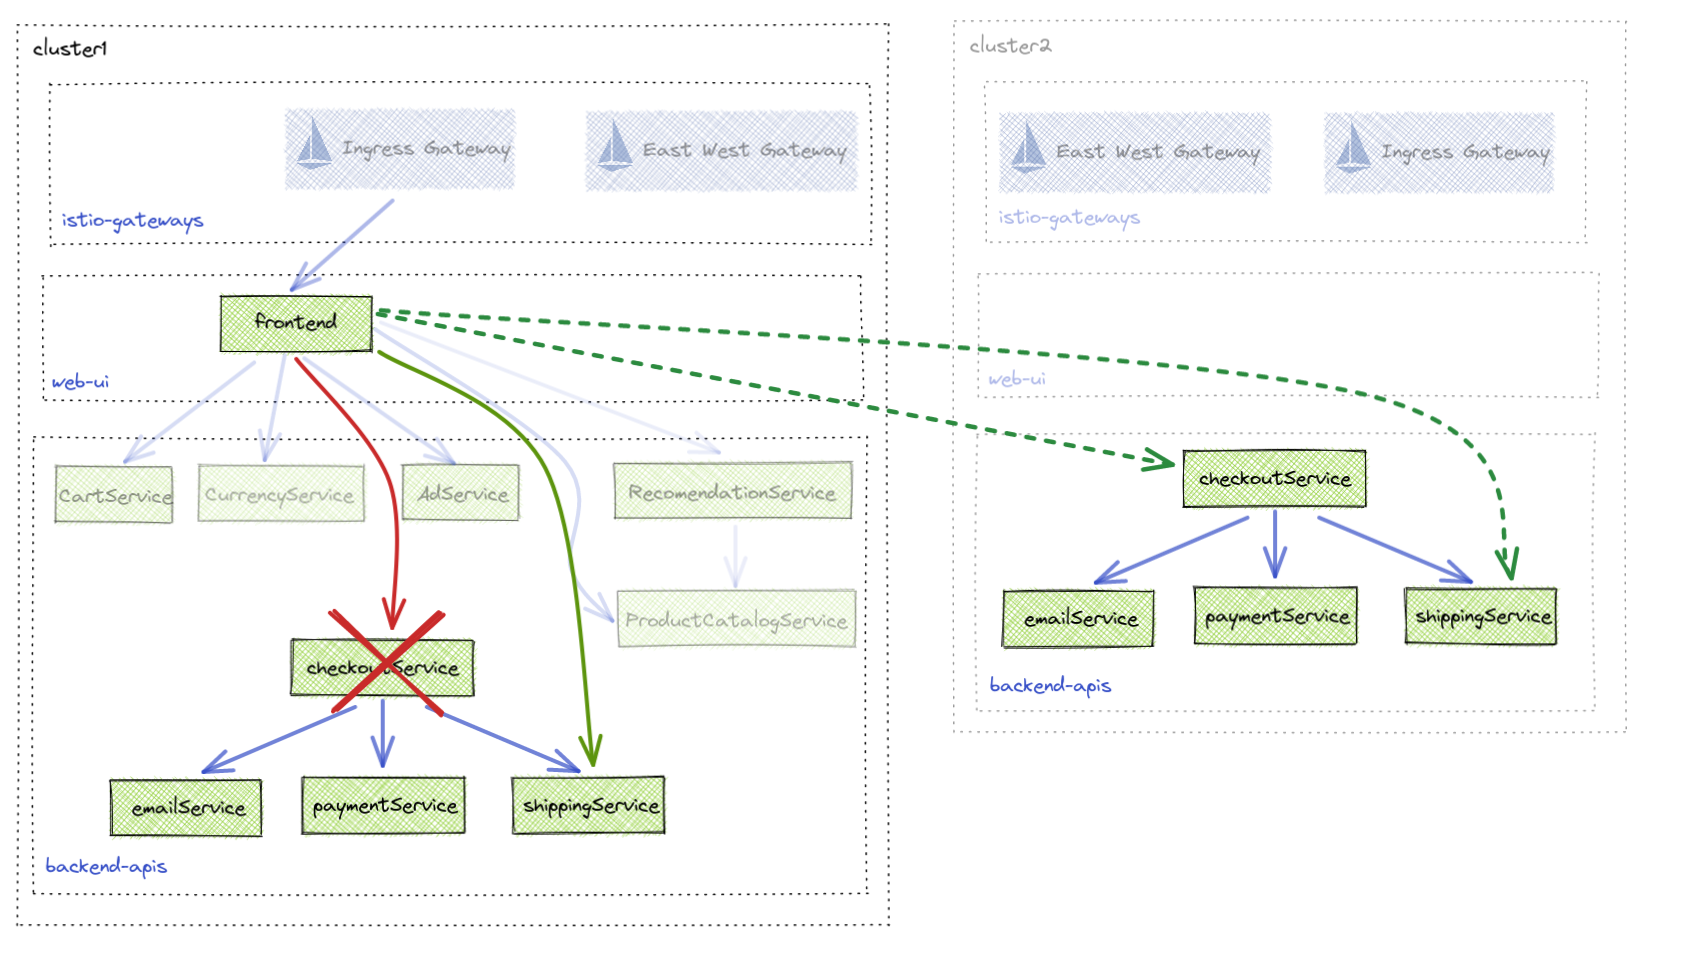 cluster1
Ingress Gateway
East West Gateway
istio-gateways
frontend
web-ui
CartService
CurrencyService
AdService
RecomendationService
ProductCatalogService
checkoutService
emailService
paymentService
shippingService
backend-apis
cluster2
East West Gateway
Ingress Gateway
istio-gateways
web-ui
checkoutService
emailService
paymentService
shippingService
backend-apis